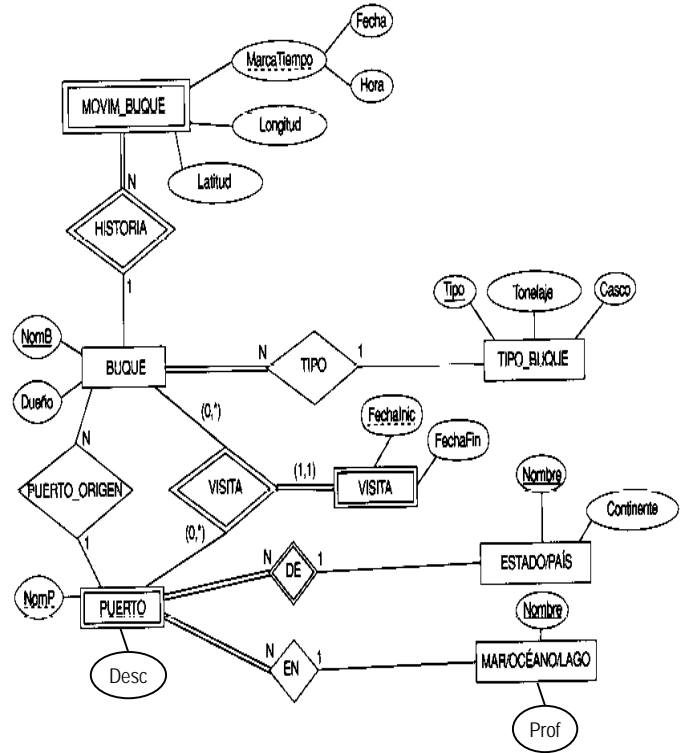 Fecha
MarcaTiempo
Hora
MOVIM_BUQUE
Longitud
Latitud
N
HISTORIA
1
Tipo
Tonelaje
Casco
NomB
BUQUE
N
TIPO
1
TIPO_BUQUE
Dueño
(0,*)
FechaInic
FechaFin
N
(1,1)
PUERTO_ORIGEN
VISITA
VISITA
Nombre
Continente
(0,*)
1
N
DE
1
ESTADO/PAÍS
NomP
PUERTO
Nombre
N
EN
1
MAR/OCÉANO/LAGO
Desc
Prof